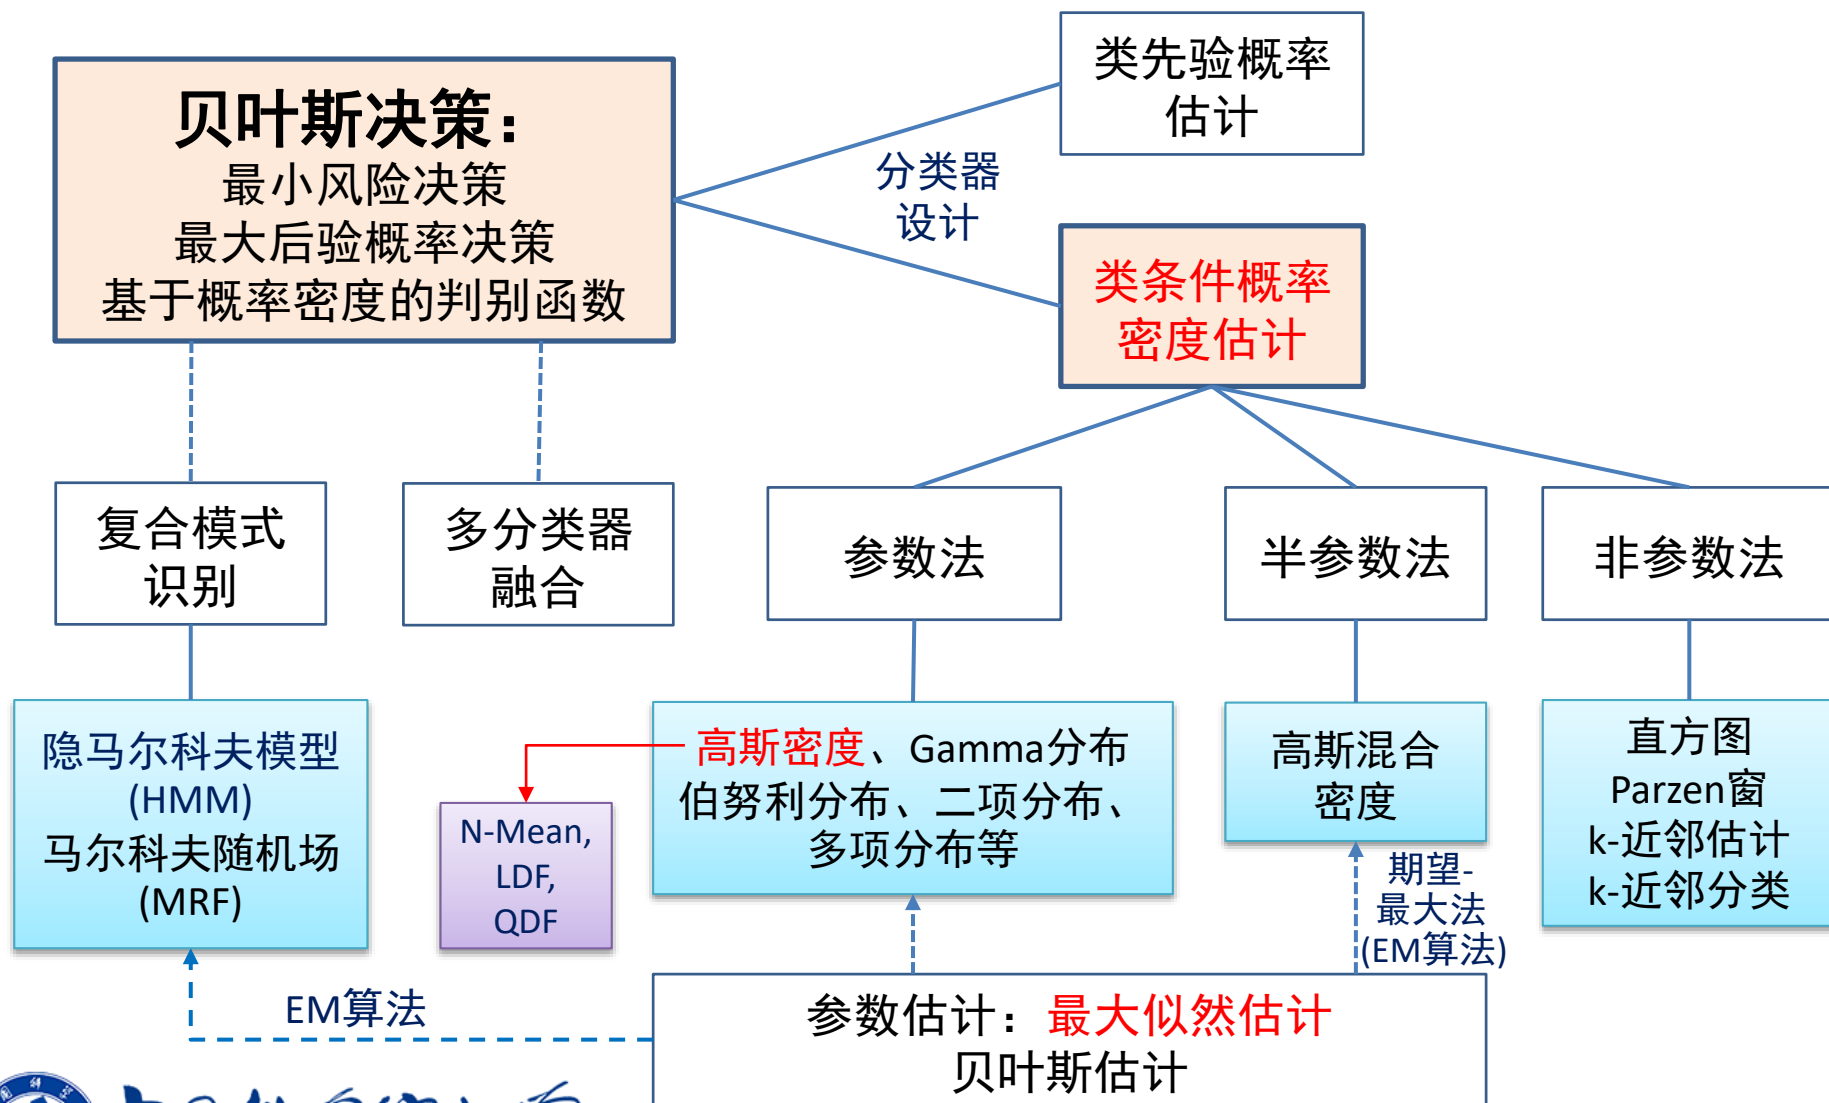 贝叶斯决策：
最小风险决策
最大后验概率决策
基于概率密度的判别函数
类先验概率
估计
分类器
设计
类条件概率
密度估计
复合模式
识别
多分类器
融合
参数法
半参数法
非参数法
隐马尔科夫模型
(HMM)
马尔科夫随机场
(MRF)
N-Mean,
LDF,
QDF
高斯密度、Gamma分布
伯努利分布、二项分布、
多项分布等
高斯混合
密度
直方图
Parzen窗
k-近邻估计
k-近邻分类
期望-
最大法
(EM算法)
EM算法
参数估计：最大似然估计
贝叶斯估计